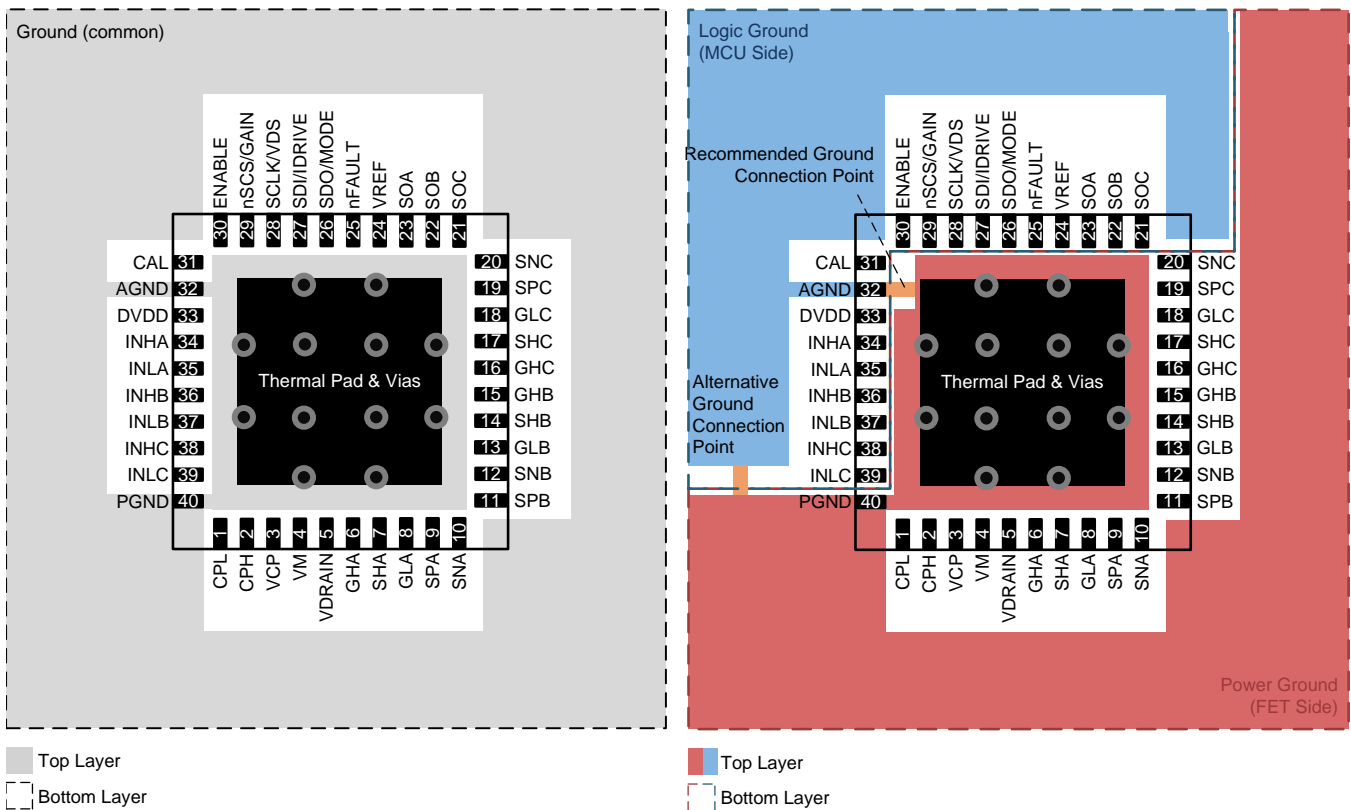 Ground (common)
ENABLE
nSCS/GAIN
SCLK/VDS
SDI/IDRIVE
SDO/MODE
nFAULT
VREF
SOA
SOB
SOC
30
29
28
27
26
25
24
23
22
21
CAL 31
AGND 32
DVDD 33
INHA 34
INLA 35
INHB 36
INLB 37
INHC 38
INLC 39
PGND 40
Thermal Pad & Vias
20 SNC
19 SPC
18 GLC
17 SHC
16 GHC
15 GHB
14 SHB
13 GLB
12 SNB
11 SPB
1
2
3
4
5
6
7
8
9
10
CPL
CPH
VCP
VM
VDRAIN
GHA
SHA
GLA
SPA
SNA
Top Layer
Bottom Layer
Logic Ground
(MCU Side)
Recommended Ground
Connection Point
ENABLE
nSCS/GAIN
SCLK/VDS
SDI/IDRIVE
SDO/MODE
nFAULT
VREF
SOA
SOB
SOC
30
29
28
27
26
25
24
23
22
21
CAL 31
AGND 32
DVDD 33
INHA 34
INLA 35
INHB 36
INLB 37
INHC 38
INLC 39
PGND 40
Alternative
Ground
Connection
Point
Thermal Pad & Vias
20 SNC
19 SPC
18 GLC
17 SHC
16 GHC
15 GHB
14 SHB
13 GLB
12 SNB
11 SPB
1
2
3
4
5
6
7
8
9
10
CPL
CPH
VCP
VM
VDRAIN
GHA
SHA
GLA
SPA
SNA
Power Ground
(FET Side)
Top Layer
Bottom Layer